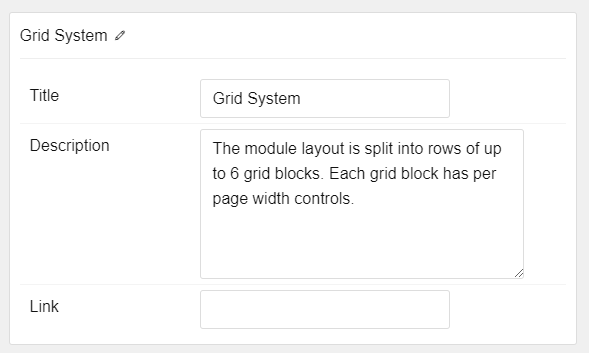 Grid System
Title
Grid System
Description
The module layout is split into rows of up
to 6 grid blocks. Each grid block has per
page width controls.
Link